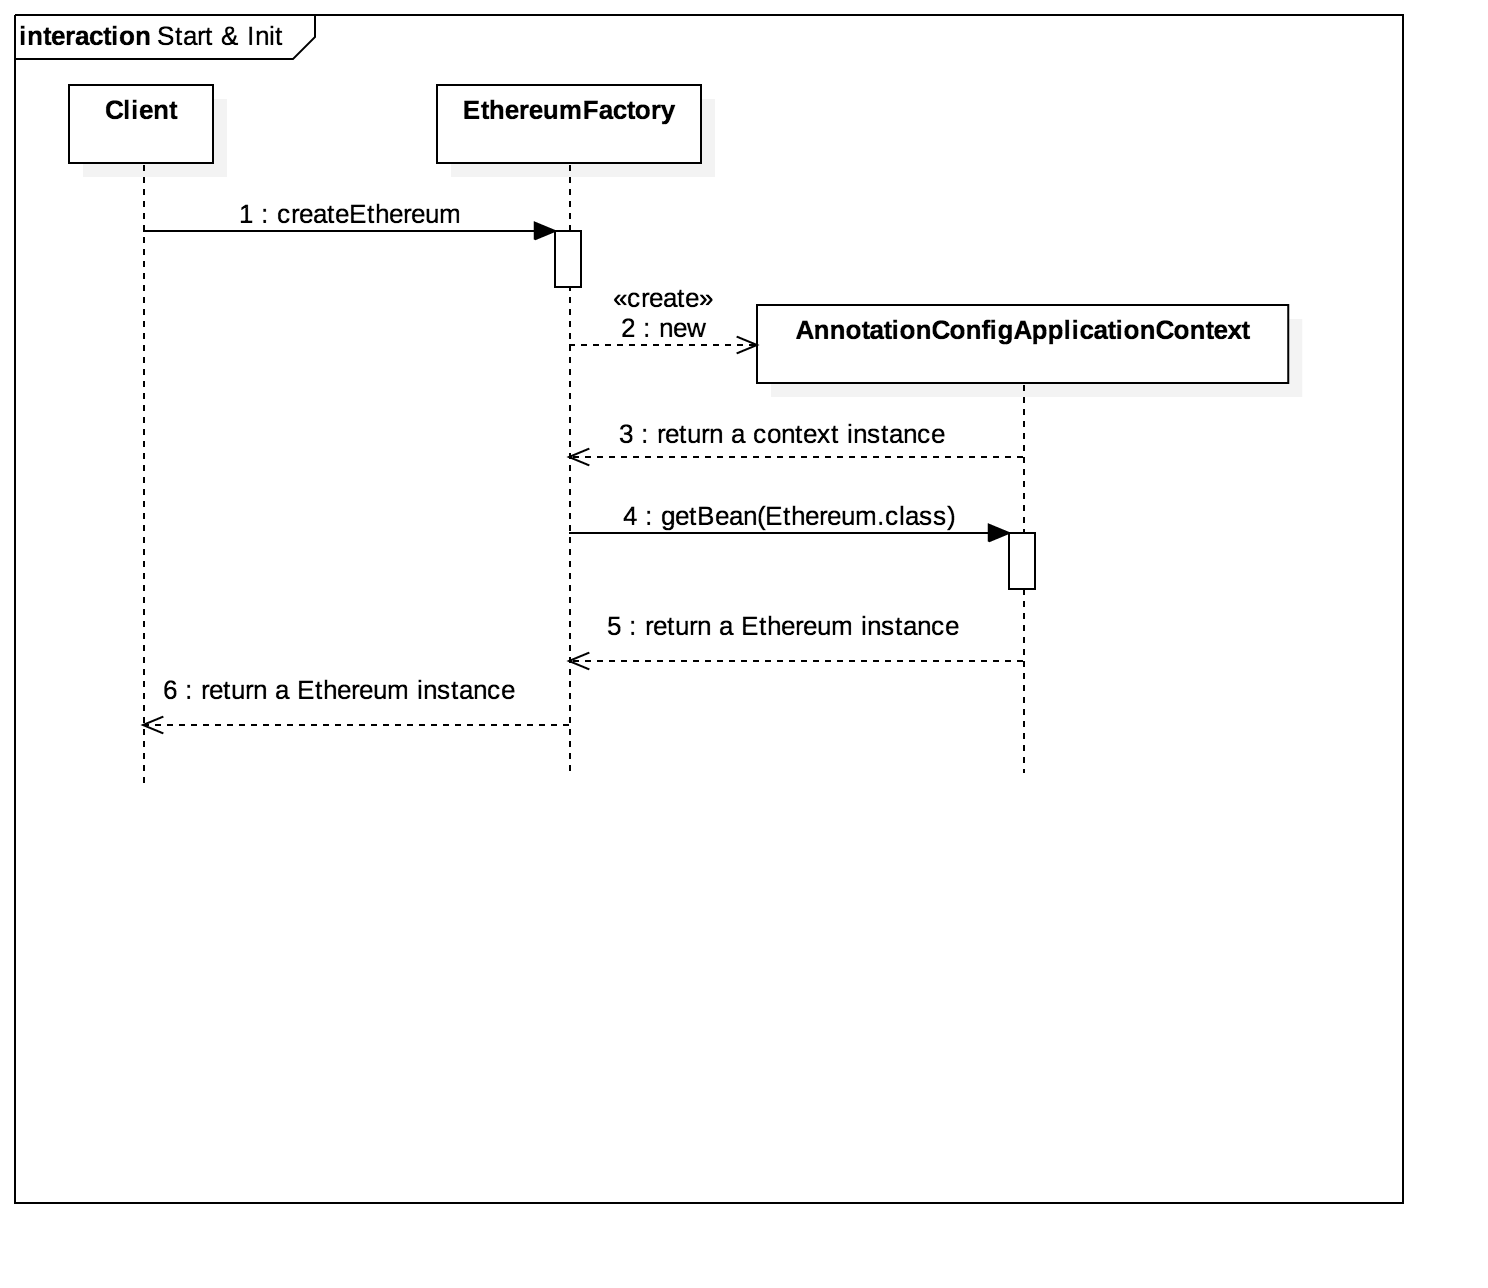 interaction Start & Init
Client
EthereumFactory
1 : createEthereum
«create»
2 : new
AnnotationConfigApplicationContext
3 : return a context instance
4 : getBean(Ethereum.class)
5 : return a Ethereum instance
6 : return a Ethereum instance